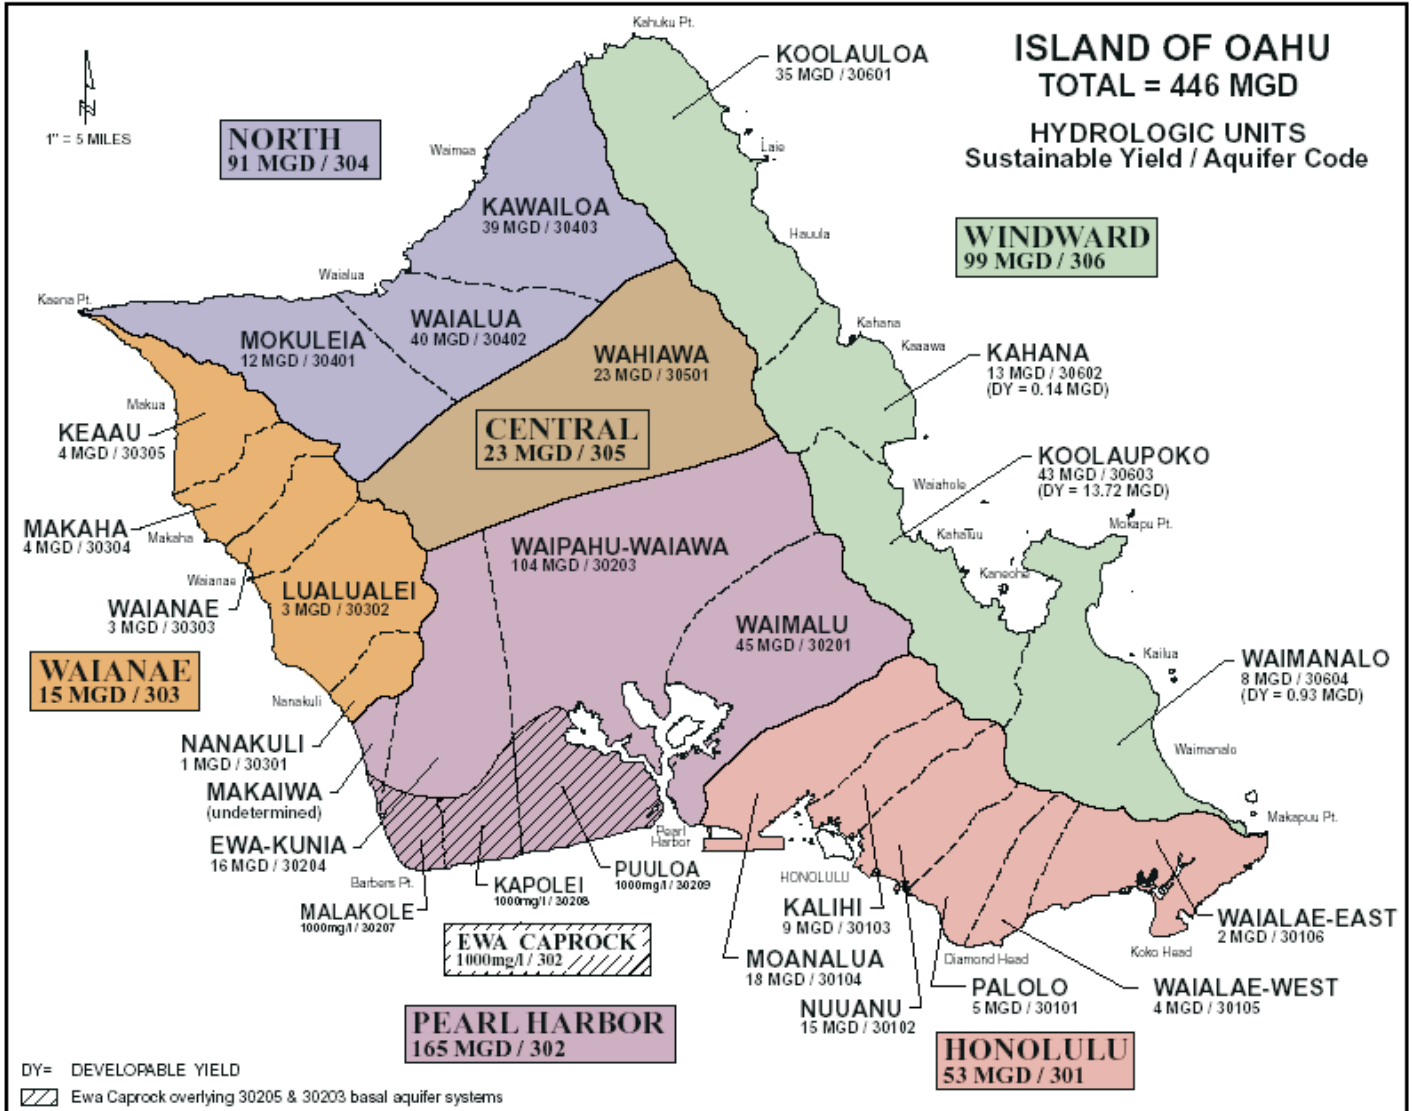 Kahuku Pt.
KOOLAULOA
35 MGD / 30601
ISLAND OF OAHU
TOTAL = 446 MGD
HYDROLOGIC UNITS
Sustainable Yield / Aquifer Code
1" = 5 MILES
NORTH
91 MGD / 304
Waimea
Laie
KAWAILOA
39 MGD / 30403
Hauula
WINDWARD
99 MGD / 306
Waialua
Kaena Pt.
MOKULEIA
12 MGD / 30401
WAIALUA
40 MGD / 30402
WAHIAWA
23 MGD / 30501
Kahana
Kaaawa
KAHANA
13 MGD / 30602
(DY = 0.14 MGD)
Makua
KEAAU
4 MGD / 30305
CENTRAL
23 MGD / 305
KOOLAUPOKO
43 MGD / 30603
(DY = 13.72 MGD)
Waiahole
MAKAHA
4 MGD / 30304
Makaha
WAIPAHU-WAIAWA
104 MGD / 30203
Mokapu Pt.
Kaneohe
Waianae
WAIANAE
3 MGD / 30303
LUALUALEI
3 MGD / 30302
WAIMALU
45 MGD / 30201
Kailua
WAIANAE
15 MGD / 303
WAIMANALO
8 MGD / 30604
(DY = 0.93 MGD)
Nanakuli
Waimanalo
NANAKULI
1 MGD / 30301
MAKAIWA
(undetermined)
EWA-KUNIA
16 MGD / 30204
Pearl
Harbor
Makapuu Pt.
Barbers Pt.
MALAKOLE
1000mg/l / 30207
KAPOLEI
1000mg/l / 30208
PUULOA
1000mg/l / 30209
HONOLULU
KALIHI
9 MGD / 30103
WAIALAE-EAST
2 MGD / 30106
EWA CAPROCK
1000mg/l / 302
MOANALUA
18 MGD / 30104
Diamond Head
Koko Head
NUUANU
15 MGD / 30102
PALOLO
5 MGD / 30101
WAIALAE-WEST
4 MGD / 30105
PEARL HARBOR
165 MGD / 302
HONOLULU
53 MGD / 301
DY= DEVELOPABLE YIELD
Ewa Caprock overlying 30205 & 30203 basal aquifer systems